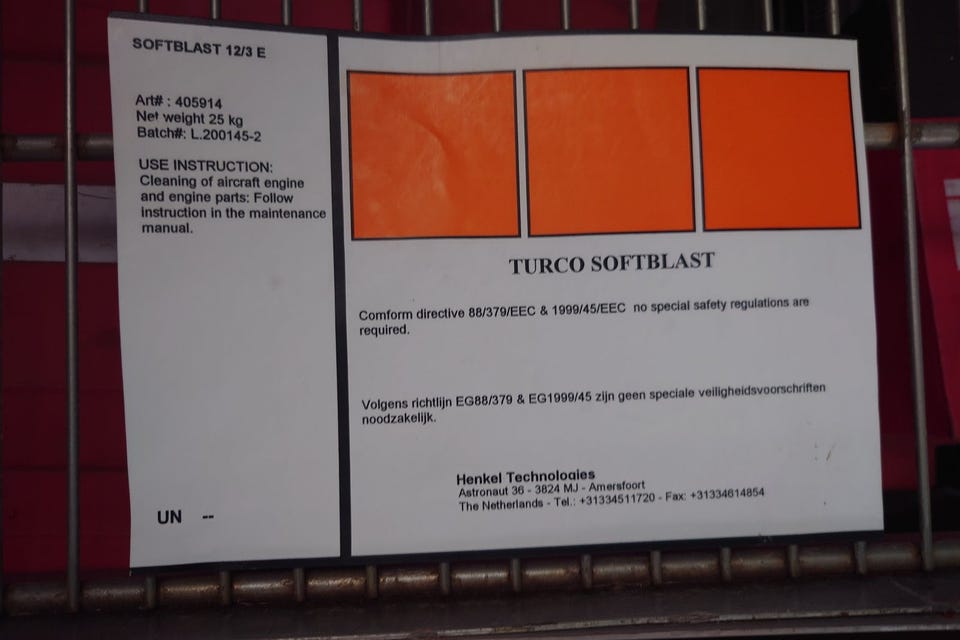 SOFTBLAST 12/3 E
Art# : 405914
Net weight 25 kg
Batch#: L.200145-2
USE INSTRUCTION:
Cleaning of aircraft engine
and engine parts: Follow
instruction in the maintenance
manual.
UN --
TURCO SOFTBLAST
Comform directive 88/379/EEC & 1999/45/EEC no special safety regulations are
required.
Volgens richtlijn EG88/379 & EG1999/45 zijn geen speciale veiligheidsvoorschriften
noodzakelijk.
Henkel Technologies
Astronaut 36 - 3824 MJ - Amersfoort
The Netherlands - Tel.: +31334511720 - Fax: +31334614854